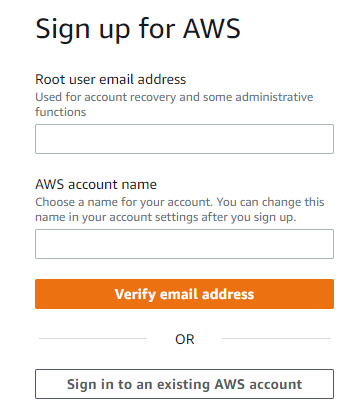 Sign up for AWS
Root user email address
Used for account recovery and some administrative
functions
AWS account name
Choose a name for your account. You can change this
name in your account settings after you sign up.
Verify email address
OR
Sign in to an existing AWS account